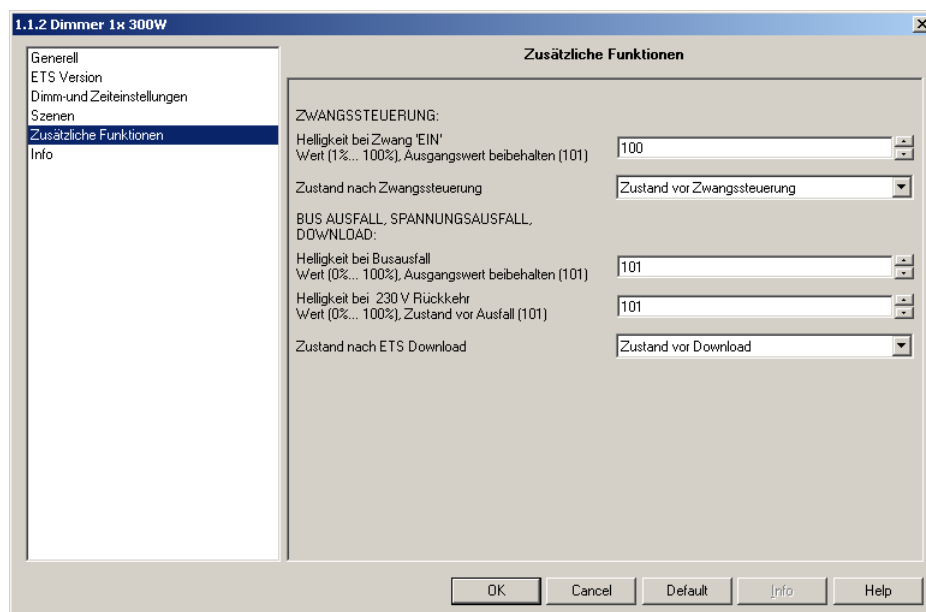 1.1.2 Dimmer 1x 300W
Generell
ETS Version
Dimm-und Zeiteinstellungen
Szenen
Zusätzliche Funktionen
Info
Zusätzliche Funktionen
ZWANGSSTEUERUNG:
Helligkeit bei Zwang 'EIN'
Wert (1%... 100%), Ausgangswert beibehalten (101)
100
Zustand nach Zwangssteuerung
Zustand vor Zwangssteuerung
BUS AUSFALL, SPANNUNGSAUSFALL,
DOWNLOAD:
Helligkeit bei Busausfall
Wert (0%... 100%), Ausgangswert beibehalten (101)
101
Helligkeit bei 230 V Rückkehr
Wert (0%... 100%), Zustand vor Ausfall (101)
101
Zustand nach ETS Download
Zustand vor Download
OK
Cancel
Default
Info
Help